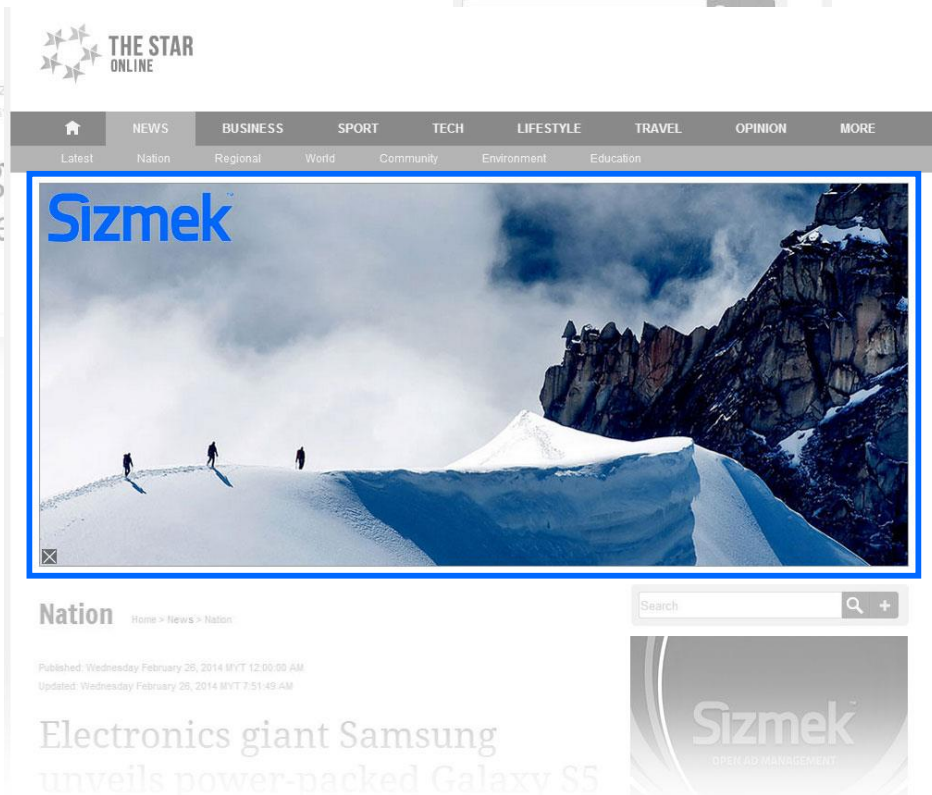 THE STAR
ONLINE
NEWS BUSINESS SPORT TECH LIFESTYLE TRAVEL OPINION MORE
Latest Nation Regional World Community Environment Education
Sizmek™
Nation Home > News > Nation
Search
Published: Wednesday February 26, 2014 MYT 12:00:00 AM
Updated: Wednesday February 26, 2014 MYT 7:51:49 AM
Electronics giant Samsung
unveils power-packed Galaxy S5
Sizmek
OPEN AD MANAGEMENT